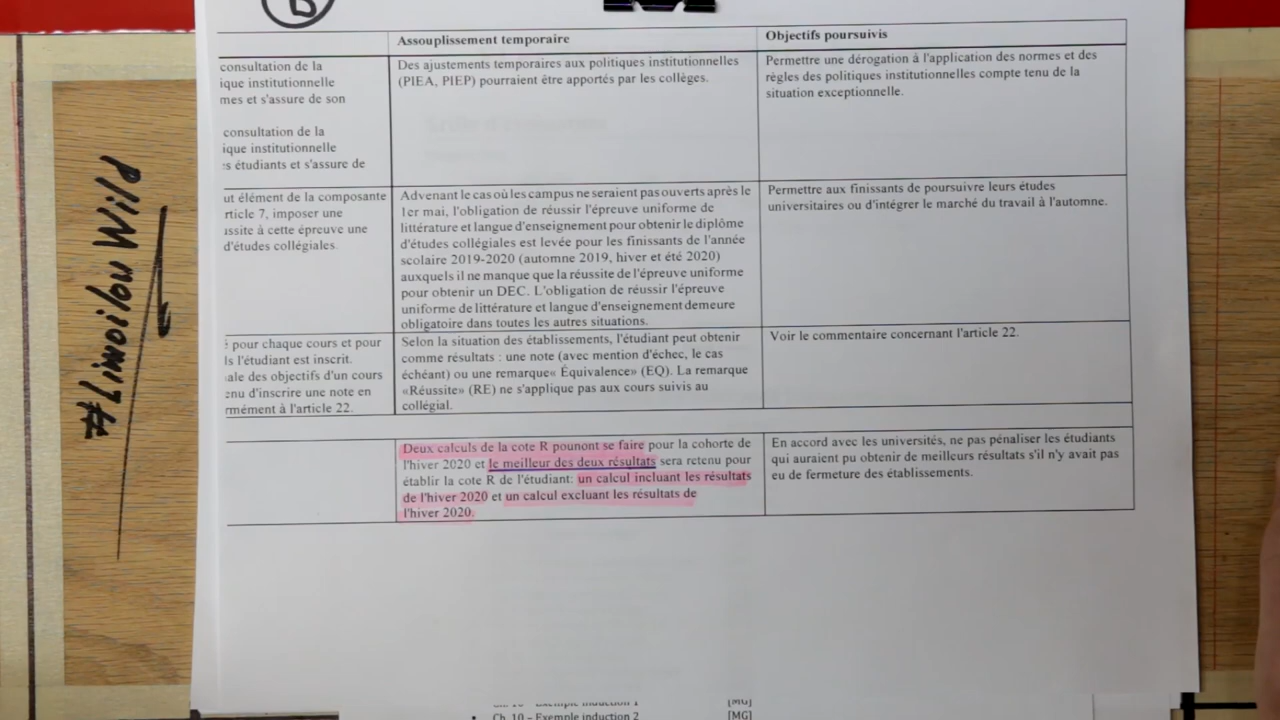 B
#Limoilou Wild
Assouplissement temporaire
Objectifs poursuivis
consultation de la
ique institutionnelle
mes et s'assure de son
consultation de la
ique institutionnelle
s étudiants et s'assure de
Des ajustements temporaires aux politiques institutionnelles
(PIEA, PIEP) pourraient être apportés par les collèges.
Permettre une dérogation à l'application des normes et des
règles des politiques institutionnelles compte tenu de la
situation exceptionnelle.
ut élément de la composante
rticle 7, imposer une
issite à cette épreuve une
d'études collégiales.
Advenant le cas où les campus ne seraient pas ouverts après le
1er mai, l'obligation de réussir l'épreuve uniforme de
littérature et langue d'enseignement pour obtenir le diplôme
d'études collégiales est levée pour les finissants de l'année
scolaire 2019-2020 (automne 2019, hiver et été 2020)
auxquels il ne manque que la réussite de l'épreuve uniforme
pour obtenir un DEC. L'obligation de réussir l'épreuve
uniforme de littérature et langue d'enseignement demeure
obligatoire dans toutes les autres situations.
Permettre aux finissants de poursuivre leurs études
universitaires ou d'intégrer le marché du travail à l'automne.
pour chaque cours et pour
ls l'étudiant est inscrit.
ale des objectifs d'un cours
enu d'inscrire une note en
rmément à l'article 22.
Selon la situation des établissements, l'étudiant peut obtenir
comme résultats : une note (avec mention d'échec, le cas
échéant) ou une remarque« Équivalence» (EQ). La remarque
«Réussite» (RE) ne s'applique pas aux cours suivis au
collégial.
Voir le commentaire concernant l'article 22.
Deux calculs de la cote R pounont se faire pour la cohorte de
l'hiver 2020 et le meilleur des deux résultats sera retenu pour
établir la cote R de l'étudiant: un calcul incluant les résultats
de l'hiver 2020 et un calcul excluant les résultats de
l'hiver 2020.
En accord avec les universités, ne pas pénaliser les étudiants
qui auraient pu obtenir de meilleurs résultats s'il n'y avait pas
eu de fermeture des établissements.
Ch. 10 - Exemple induction 1 [MG]
• Ch. 10 - Exemple induction 2 [MG]